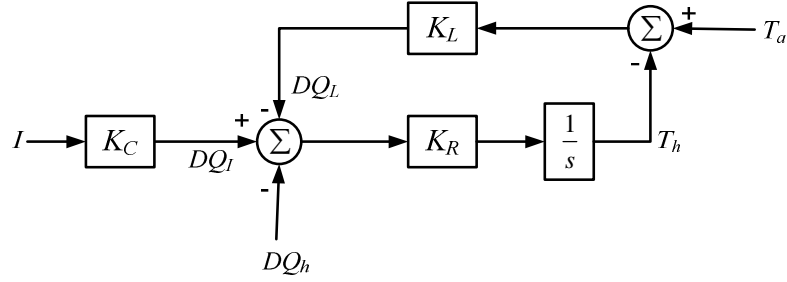 K_L
Σ
+
T_a
-
DQ_L
-
I
K_C
+
DQ_I
Σ
K_R
1
s
T_h
-
DQ_h